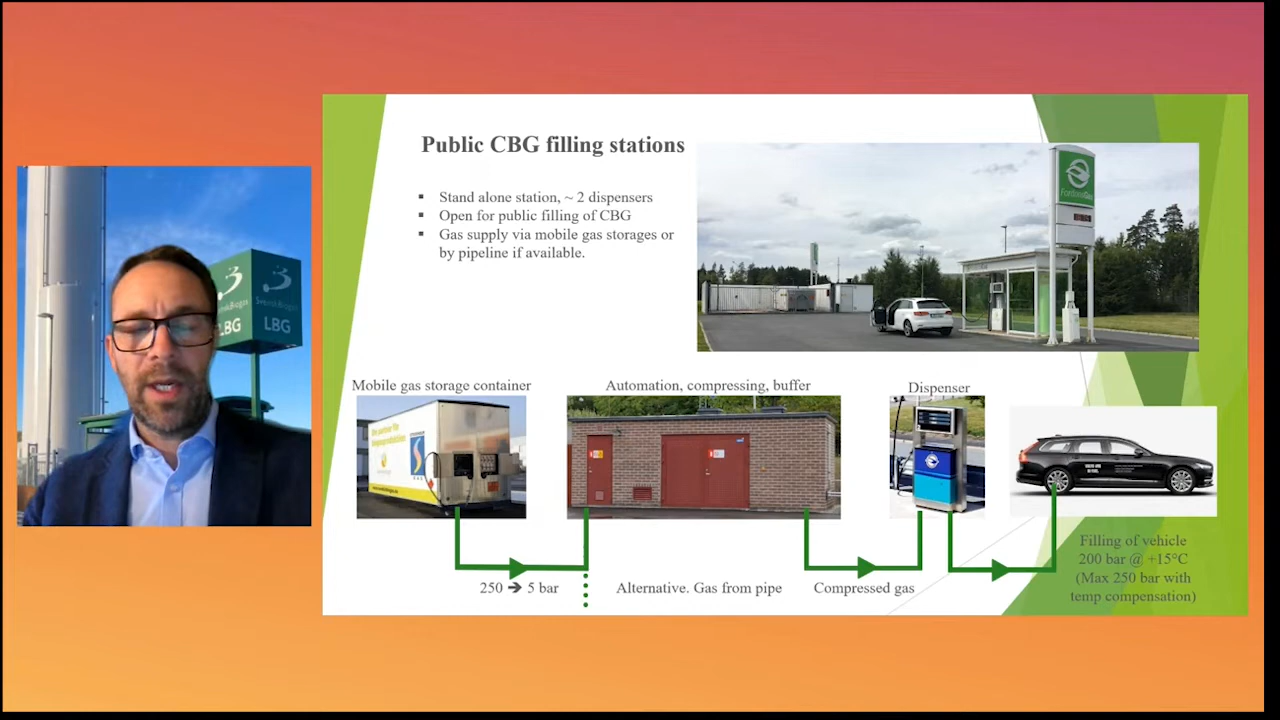 Public CBG filling stations
▪ Stand alone station, ~ 2 dispensers
▪ Open for public filling of CBG
▪ Gas supply via mobile gas storages or
by pipeline if available.
FordonsGas
SvenskBiogas
LBG
SvenskBiogas
LBG
Mobile gas storage container
Automation, compressing, buffer
Dispenser
250 ➔ 5 bar
Alternative. Gas from pipe
Compressed gas
Filling of vehicle
200 bar @ +15°C
(Max 250 bar with
temp compensation)